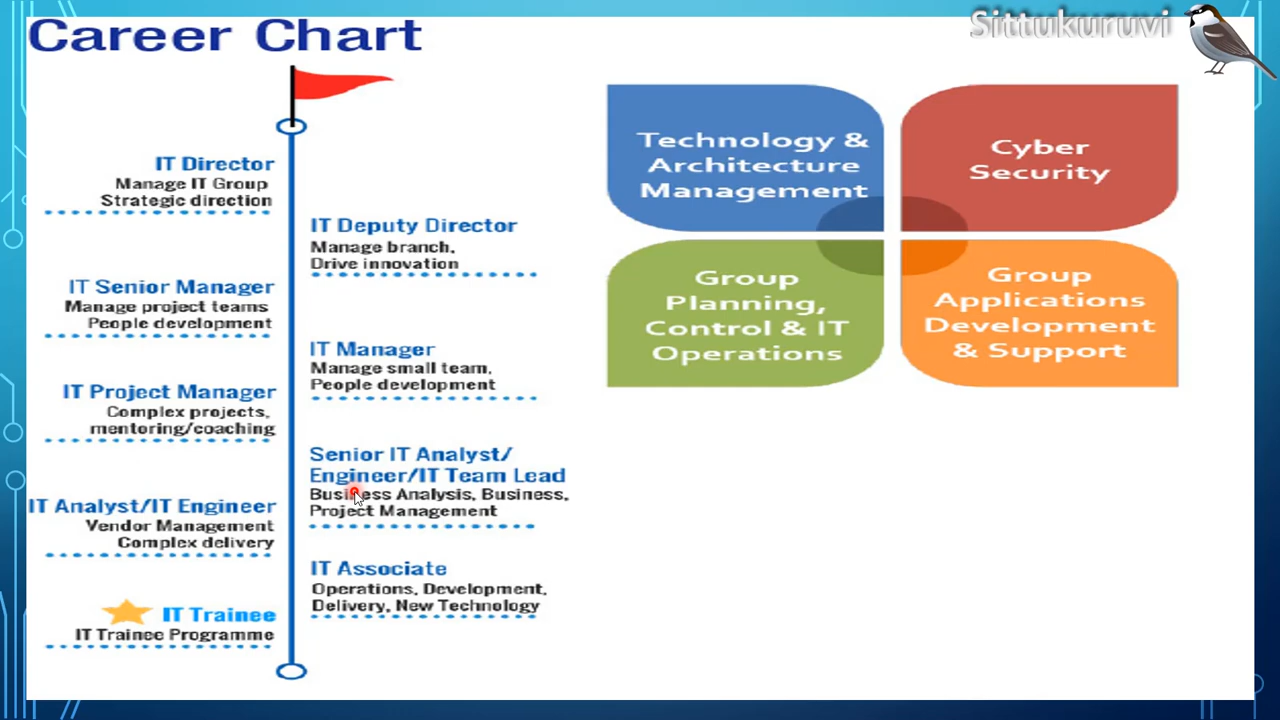 Career Chart
Sittukuruvi
IT Director
Manage IT Group
Strategic direction
IT Deputy Director
Manage branch,
Drive innovation
IT Senior Manager
Manage project teams
People development
IT Manager
Manage small team,
People development
IT Project Manager
Complex projects,
mentoring/coaching
Senior IT Analyst/
Engineer/IT Team Lead
Business Analysis, Business,
Project Management
IT Analyst/IT Engineer
Vendor Management
Complex delivery
IT Associate
Operations, Development,
Delivery, New Technology
IT Trainee
IT Trainee Programme
Technology &
Architecture
Management
Cyber
Security
Group
Planning,
Control & IT
Operations
Group
Applications
Development
& Support